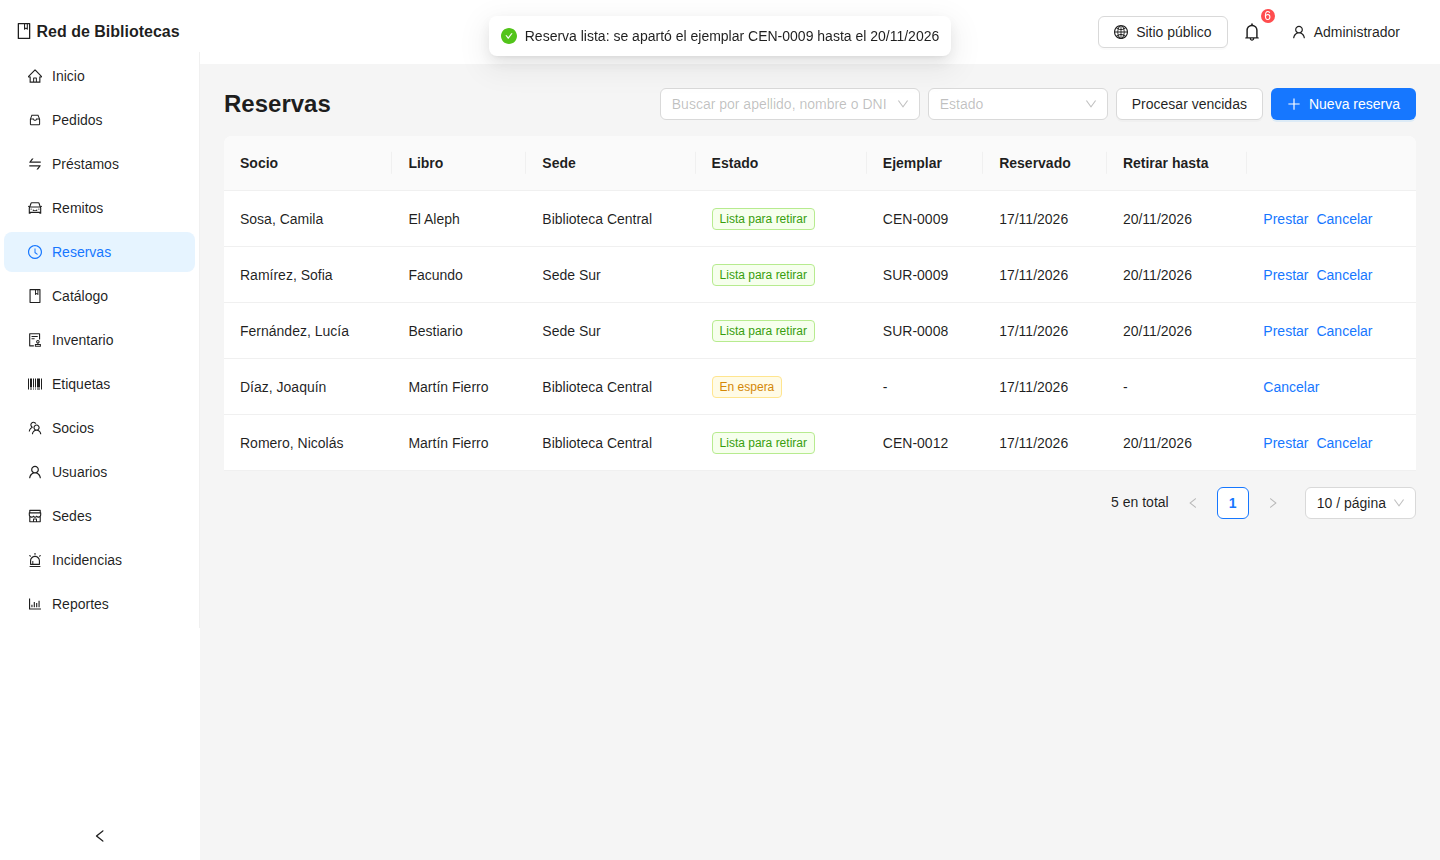 Red de Bibliotecas
Reserva lista: se apartó el ejemplar CEN-0009 hasta el 20/11/2026
Sitio público
6
Administrador
Inicio
Pedidos
Préstamos
Remitos
Reservas
Catálogo
Inventario
Etiquetas
Socios
Usuarios
Sedes
Incidencias
Reportes
Reservas
Buscar por apellido, nombre o DNI
Estado
Procesar vencidas
Nueva reserva
Socio Libro Sede Estado Ejemplar Reservado Retirar hasta
Sosa, Camila El Aleph Biblioteca Central Lista para retirar CEN-0009 17/11/2026 20/11/2026 Prestar Cancelar
Ramírez, Sofia Facundo Sede Sur Lista para retirar SUR-0009 17/11/2026 20/11/2026 Prestar Cancelar
Fernández, Lucía Bestiario Sede Sur Lista para retirar SUR-0008 17/11/2026 20/11/2026 Prestar Cancelar
Díaz, Joaquín Martín Fierro Biblioteca Central En espera - 17/11/2026 - Cancelar
Romero, Nicolás Martín Fierro Biblioteca Central Lista para retirar CEN-0012 17/11/2026 20/11/2026 Prestar Cancelar
5 en total
1
10 / página